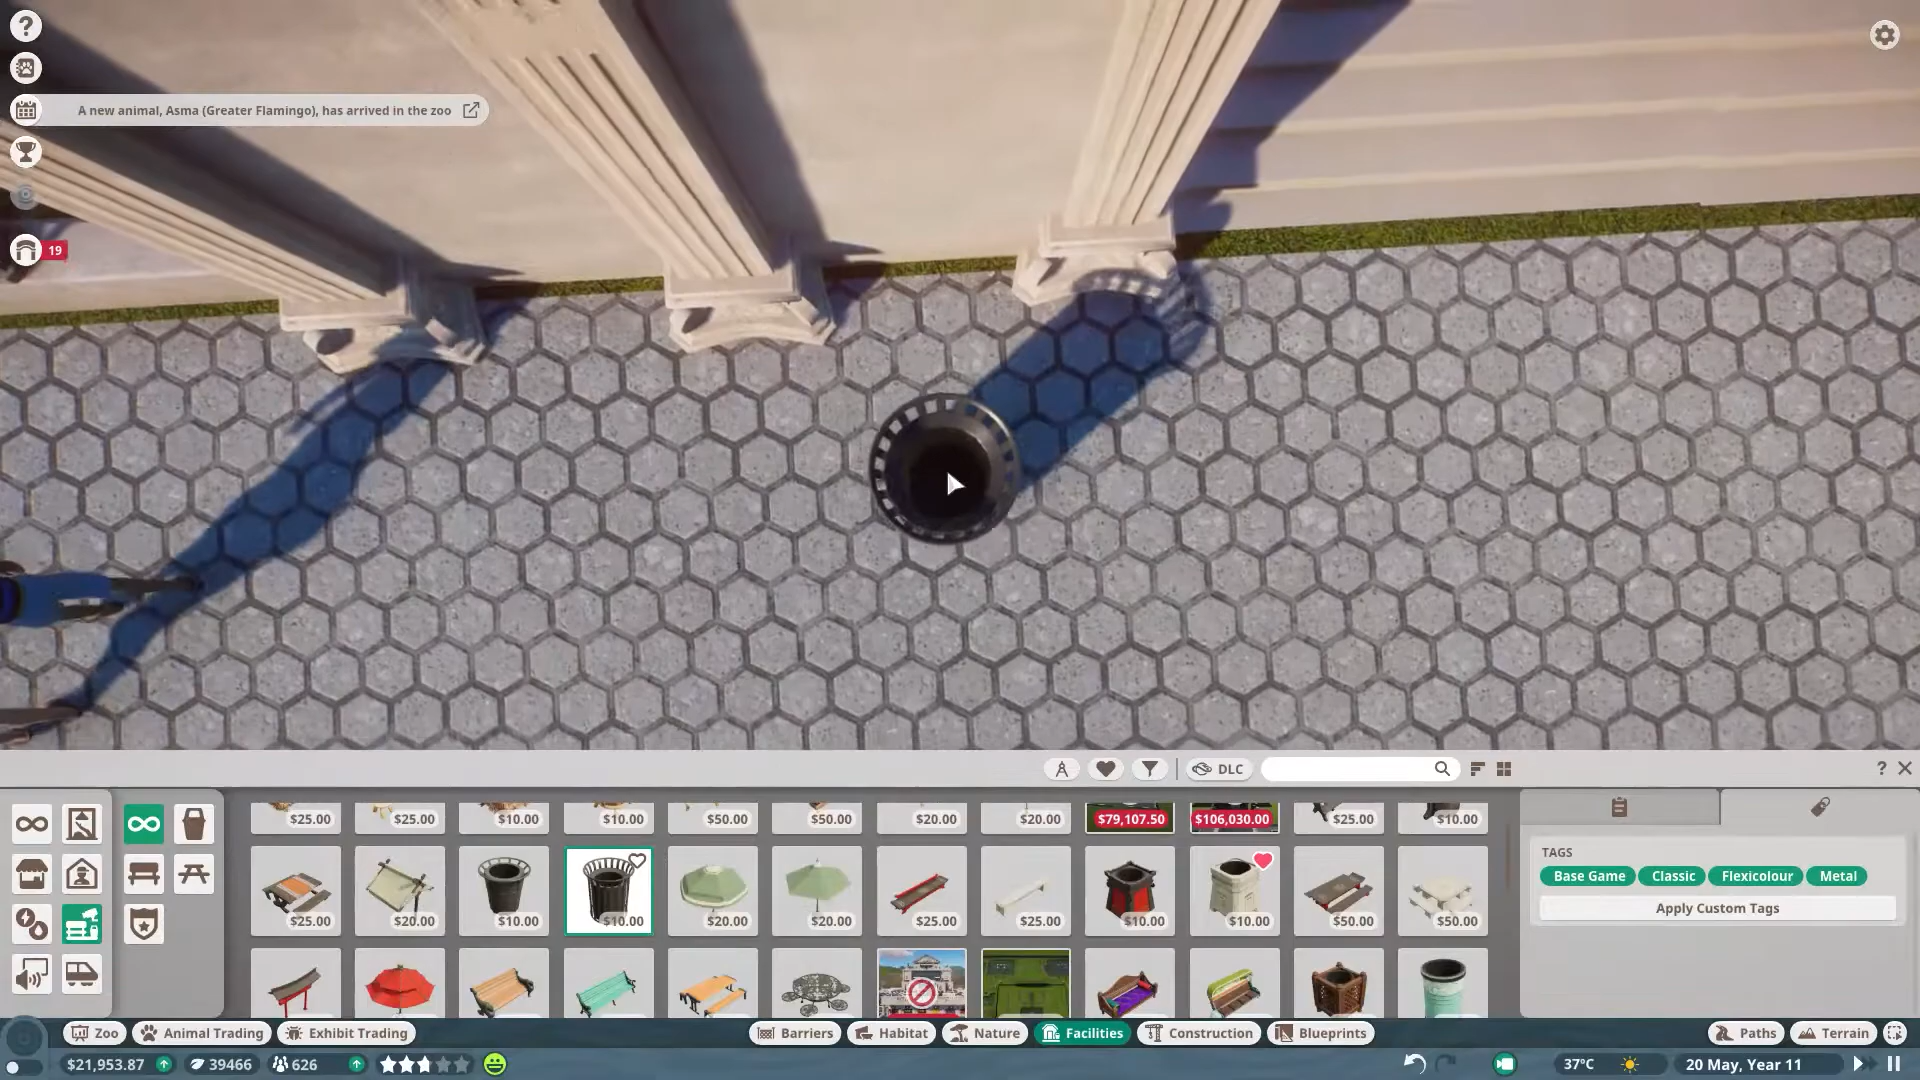 ?
A new animal, Asma (Greater Flamingo), has arrived in the zoo
19
DLC
?
$25.00 $25.00 $10.00 $10.00 $50.00 $50.00 $20.00 $20.00 $79,107.50 $106,030.00 $25.00 $10.00
$25.00 $20.00 $10.00 $10.00 $20.00 $20.00 $25.00 $25.00 $10.00 $10.00 $50.00 $50.00
TAGS
Base Game Classic Flexicolour Metal
Apply Custom Tags
Zoo Animal Trading Exhibit Trading Barriers Habitat Nature Facilities Construction Blueprints Paths Terrain
$21,953.87 39466 626 37°C 20 May, Year 11